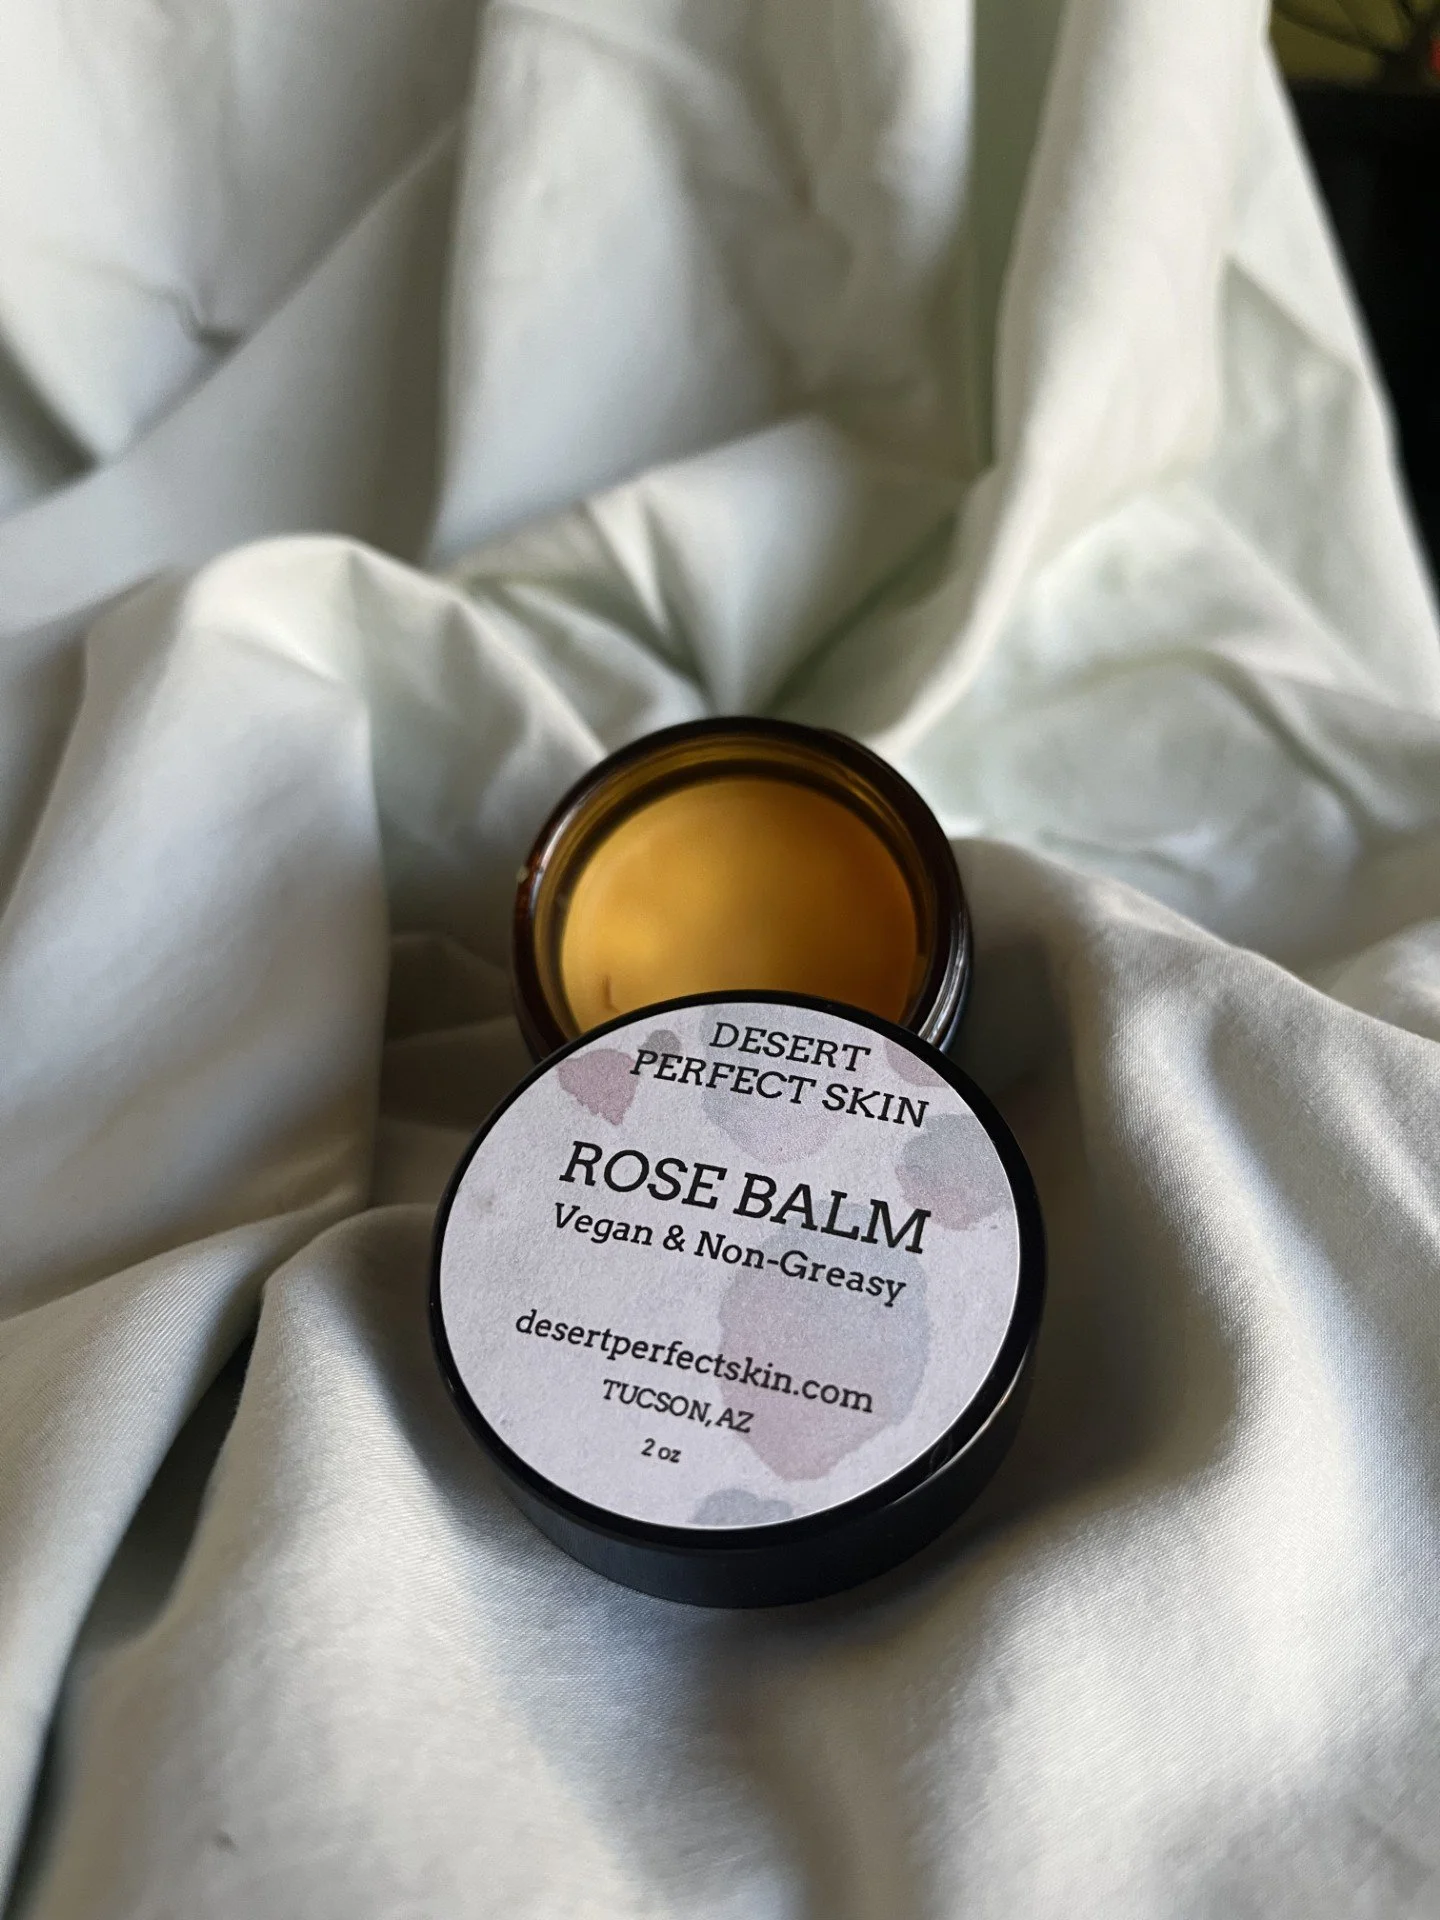 DESERT
PERFECT SKIN
ROSE BALM
Vegan & Non-Greasy
desertperfectskin.com
TUCSON, AZ
2 oz